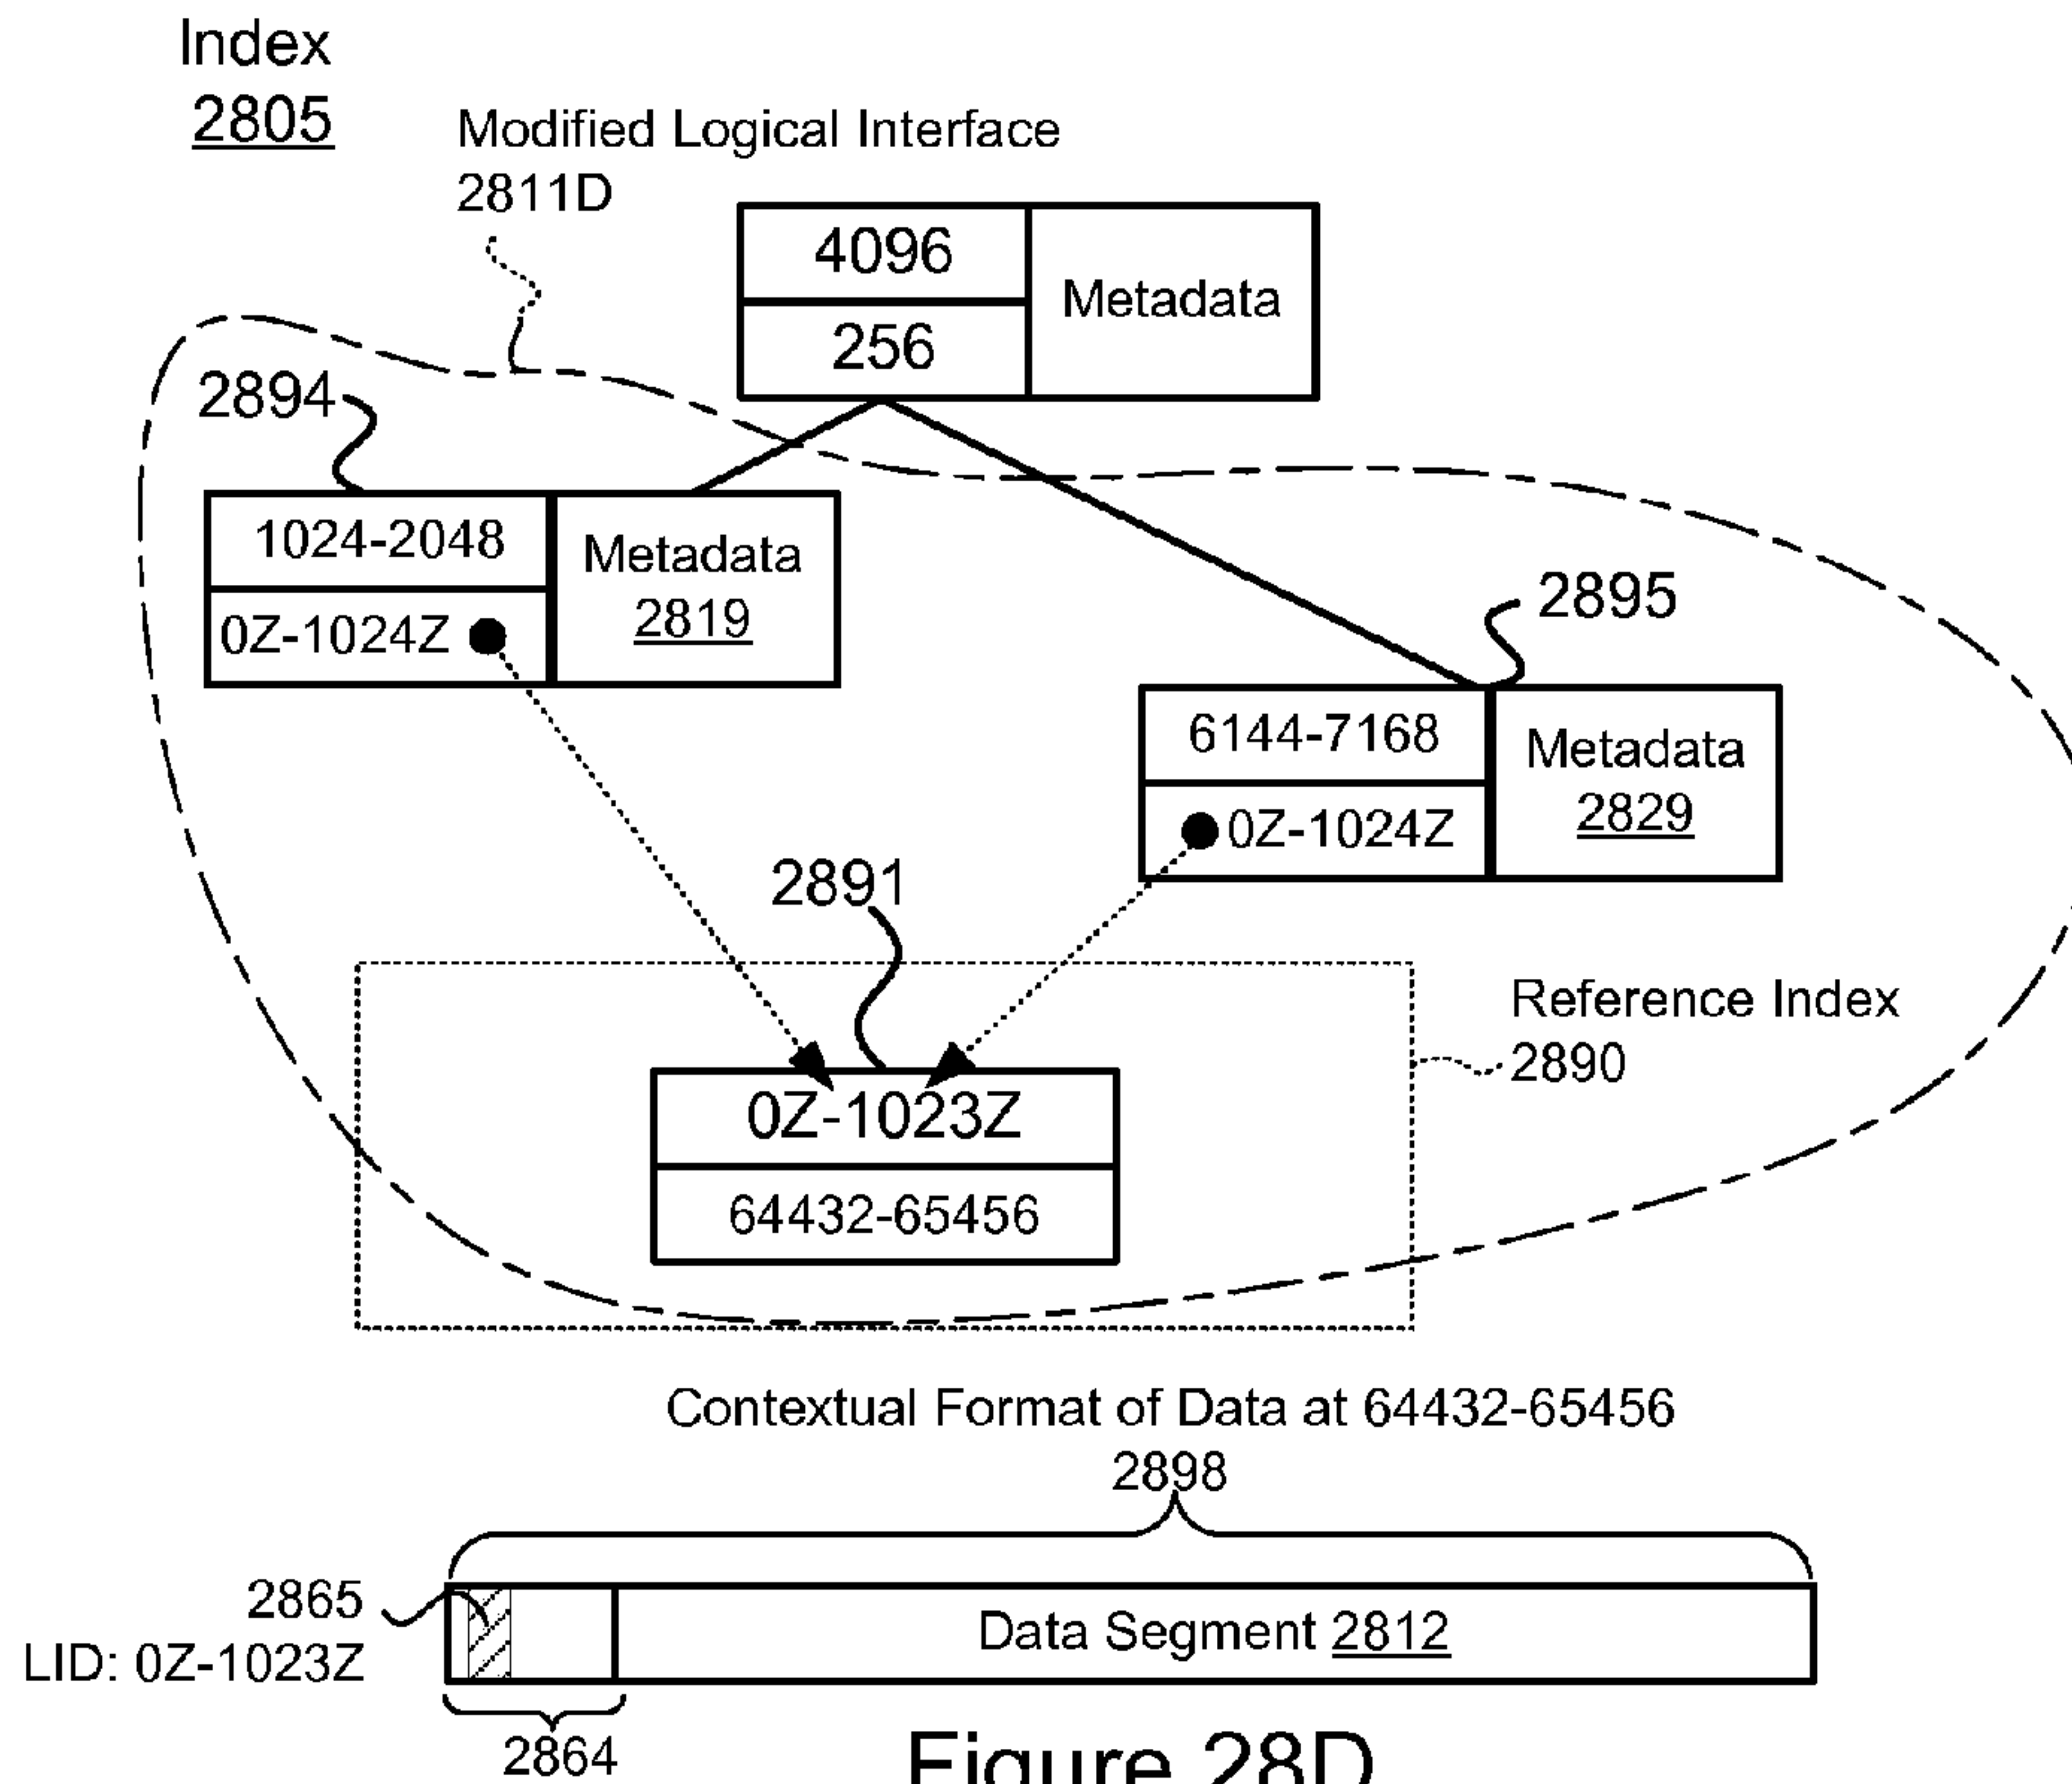 Index
2805
Modified Logical Interface
2811D
4096
256
Metadata
2894
1024-2048
0Z-1024Z
Metadata
2819
2895
6144-7168
0Z-1024Z
Metadata
2829
2891
Reference Index
2890
0Z-1023Z
64432-65456
Contextual Format of Data at 64432-65456
2898
2865
LID: 0Z-1023Z
Data Segment 2812
2864
Figure 28D